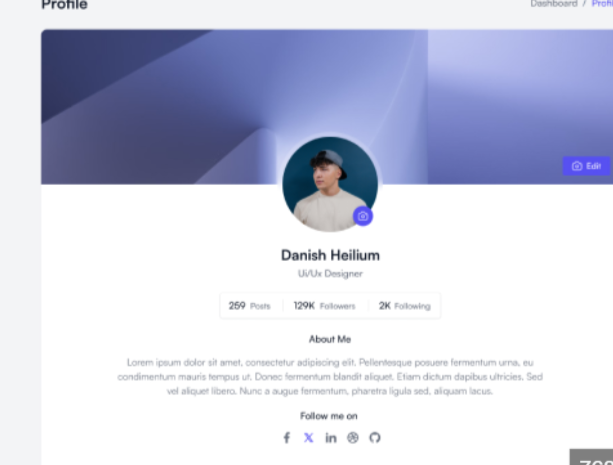 Profile
Dashboard / Profil
Edit
Danish Heilium
Ui/Ux Designer
259 Posts 129K Followers 2K Following
About Me
Lorem ipsum dolor sit amet, consectetur adipiscing elit. Pellentesque posuere fermentum urna, eu
condimentum mauris tempus ut. Donec fermentum blandit aliquet. Etiam dictum dapibus ultricies. Sed
vel aliquet libero. Nunc a augue fermentum, pharetra ligula sed, aliquam lacus.
Follow me on